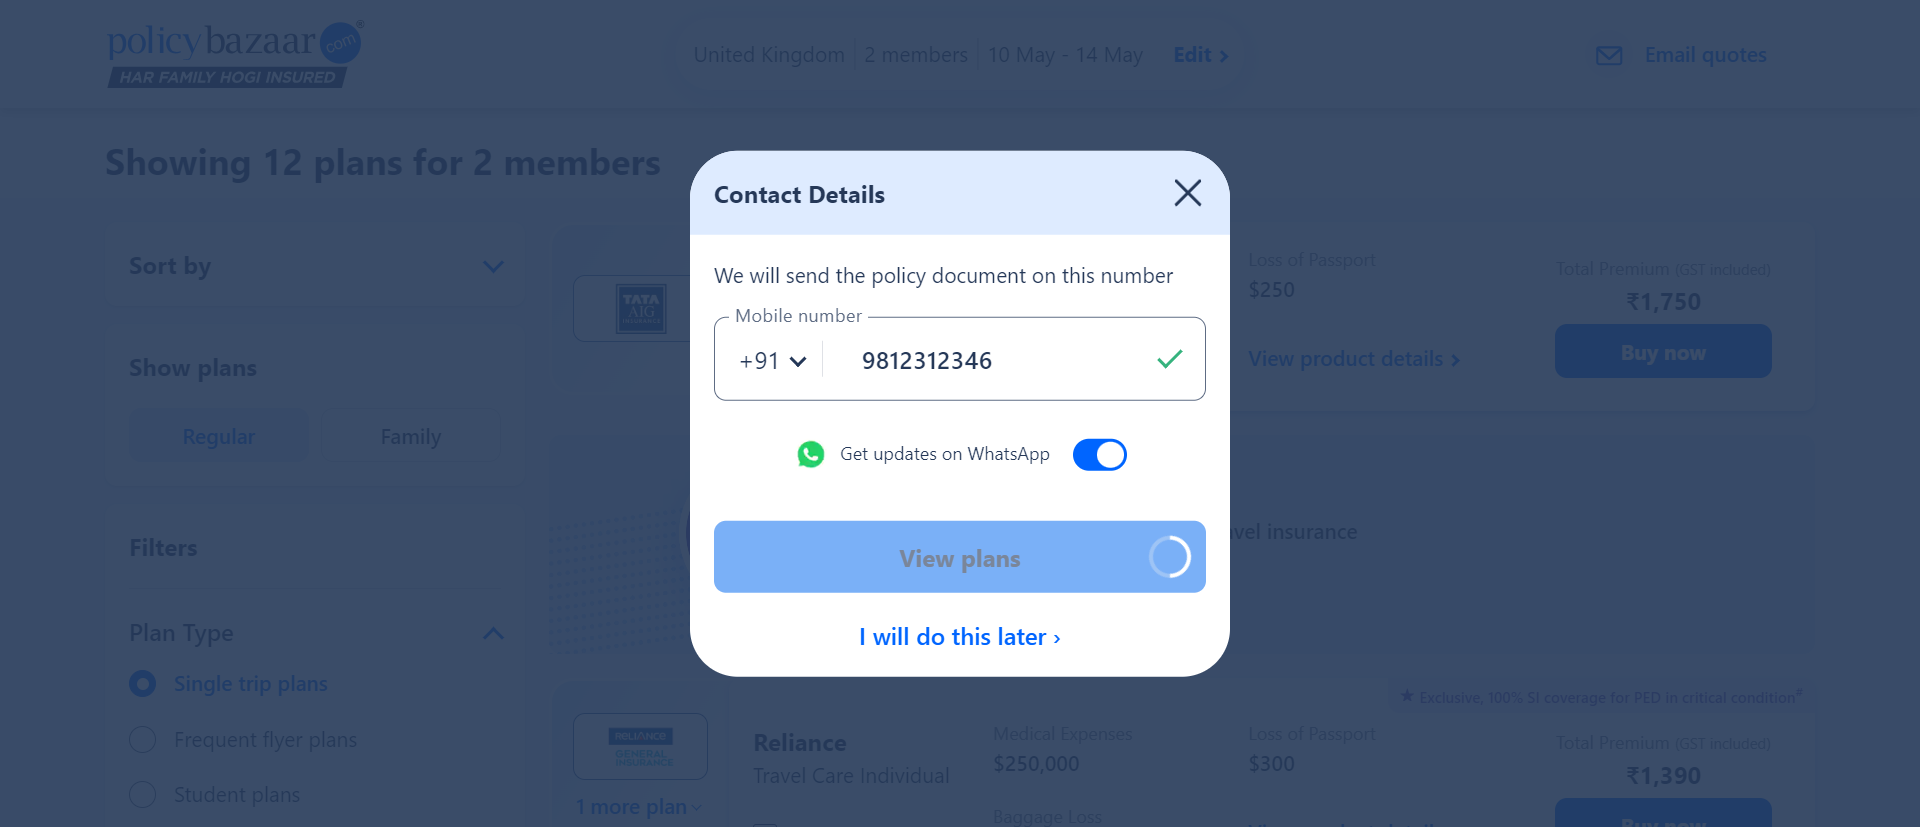 policybazaar com ®
HAR FAMILY HOGI INSURED
United Kingdom 2 members 10 May - 14 May Edit ›
Email quotes
Showing 12 plans for 2 members
Sort by
Show plans
Regular Family
Filters
Plan Type
Single trip plans
Frequent flyer plans
Student plans
TATA
AIG
INSURANCE
Loss of Passport
$250
View product details ›
Total Premium (GST included)
₹1,750
Buy now
Contact Details
We will send the policy document on this number
Mobile number
+91 9812312346
Get updates on WhatsApp
View plans
I will do this later ›
vel insurance
★ Exclusive, 100% SI coverage for PED in critical condition
RELIANCE
GENERAL
INSURANCE
1 more plan
Reliance
Travel Care Individual
Medical Expenses
$250,000
Baggage Loss
Loss of Passport
$300
Total Premium (GST included)
₹1,390
Buy now